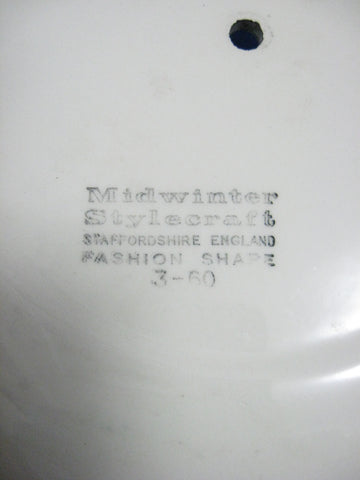 Midwinter
Stylecraft
STAFFORDSHIRE ENGLAND
FASHION SHAPE
3-60